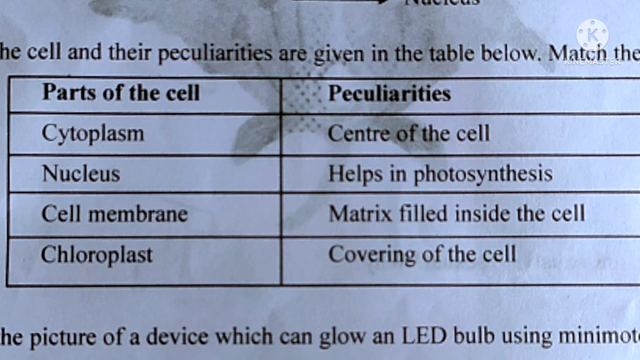 Nucleus
he cell and their peculiarities are given in the table below. Match the
Parts of the cell Peculiarities
Cytoplasm Centre of the cell
Nucleus Helps in photosynthesis
Cell membrane Matrix filled inside the cell
Chloroplast Covering of the cell
he picture of a device which can glow an LED bulb using minimoto